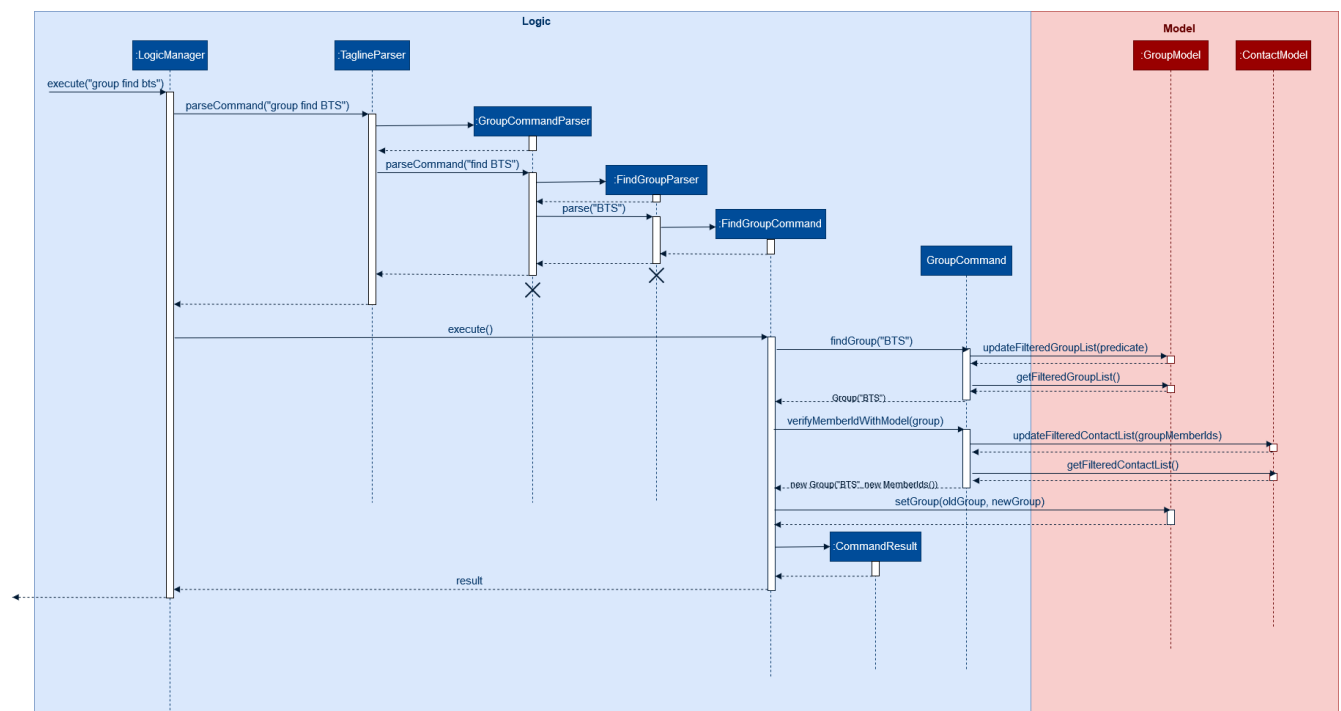 Logic
Model
:LogicManager
:TaglineParser
:GroupModel
:ContactModel
execute("group find bts")
parseCommand("group find BTS")
:GroupCommandParser
parseCommand("find BTS")
:FindGroupParser
parse("BTS")
:FindGroupCommand
GroupCommand
execute()
findGroup("BTS")
updateFilteredGroupList(predicate)
getFilteredGroupList()
Group("BTS")
verifyMemberIdWithModel(group)
updateFilteredContactList(groupMemberIds)
getFilteredContactList()
new Group("BTS", new MemberIds())
setGroup(oldGroup, newGroup)
:CommandResult
result